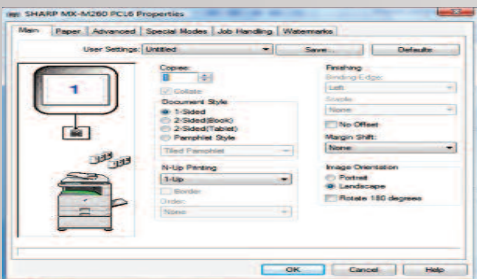 SHARP MX-M260 PCL6 Properties
Main Paper Advanced Special Modes Job Handling Watermarks
User Settings: Untitled Save... Defaults
Copies:
Collate
Document Style
1-Sided
2-Sided(Book)
2-Sided(Tablet)
Pamphlet Style
Tiled Pamphlet
N-Up Printing:
1-Up
Border
Order:
None
Finishing
Binding Edge:
Left
Staple:
None
No Offset
Margin Shift:
None
Image Orientation
Portrait
Landscape
Rotate 180 degrees
1
OK Cancel Help